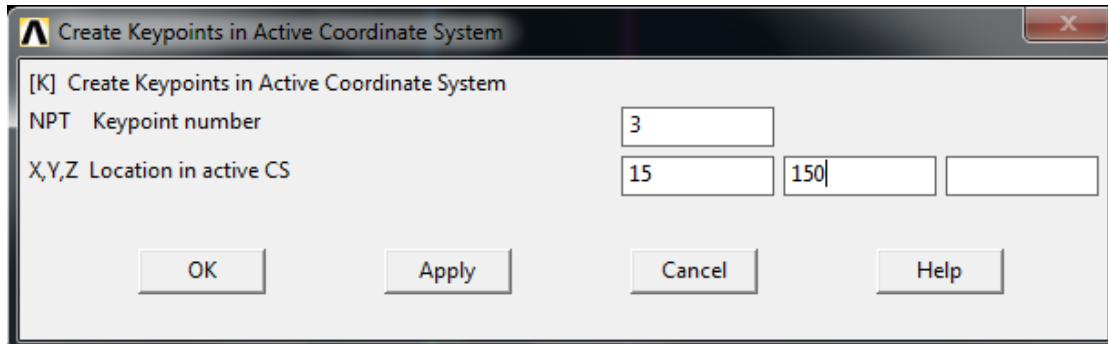 Create Keypoints in Active Coordinate System
[K] Create Keypoints in Active Coordinate System
NPT Keypoint number 3
X,Y,Z Location in active CS 15 150
OK Apply Cancel Help